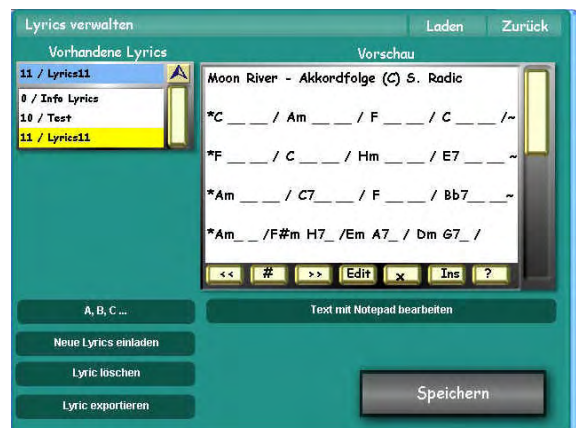 Lyrics verwalten Laden Zurück
Vorhandene Lyrics
11 / Lyrics11
0 / Info Lyrics
10 / Test
11 / Lyrics11
Vorschau
Moon River - Akkordfolge (C) S. Radic
*C __ __ / Am __ __ / F __ __ / C __ __ /~
*F __ __ / C __ __ / Hm __ __ / E7 __ __ ~
*Am __ __ / C7__ __ / F __ __ / Bb7__ __~
*Am_ _ /F#m H7_ /Em A7_ / Dm G7_ /
<< # >> Edit x Ins ?
A, B, C ...
Neue Lyrics einladen
Lyric löschen
Lyric exportieren
Text mit Notepad bearbeiten
Speichern